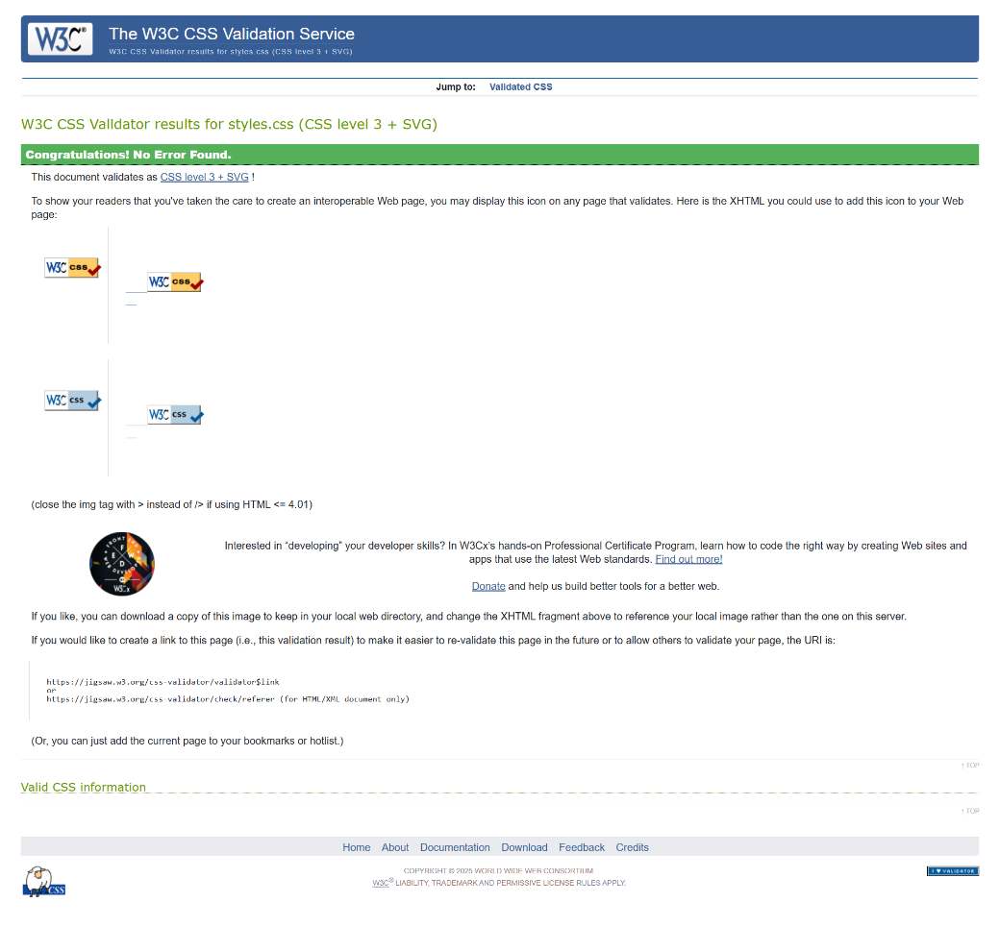 W3C®
The W3C CSS Validation Service
W3C CSS Validator results for styles.css (CSS level 3 + SVG)
Jump to: Validated CSS
W3C CSS Validator results for styles.css (CSS level 3 + SVG)
Congratulations! No Error Found.
This document validates as CSS level 3 + SVG !
To show your readers that you've taken the care to create an interoperable Web page, you may display this icon on any page that validates. Here is the XHTML you could use to add this icon to your Web
page:
W3C css
W3C css
W3C css
W3C css
(close the img tag with > instead of /> if using HTML <= 4.01)
FRONT END
F
E D W
WEB DEVELOPER
W3Cx
Interested in “developing” your developer skills? In W3Cx's hands-on Professional Certificate Program, learn how to code the right way by creating Web sites and
apps that use the latest Web standards. Find out more!
Donate and help us build better tools for a better web.
If you like, you can download a copy of this image to keep in your local web directory, and change the XHTML fragment above to reference your local image rather than the one on this server.
If you would like to create a link to this page (i.e., this validation result) to make it easier to re-validate this page in the future or to allow others to validate your page, the URI is:
https://jigsaw.w3.org/css-validator/validator$link
or
https://jigsaw.w3.org/css-validator/check/referer (for HTML/XML document only)
(Or, you can just add the current page to your bookmarks or hotlist.)
↑ TOP
Valid CSS information
↑ TOP
Home About Documentation Download Feedback Credits
CSS
COPYRIGHT © 2025 WORLD WIDE WEB CONSORTIUM
W3C® LIABILITY, TRADEMARK AND PERMISSIVE LICENSE RULES APPLY.
I ♥ VALIDATOR